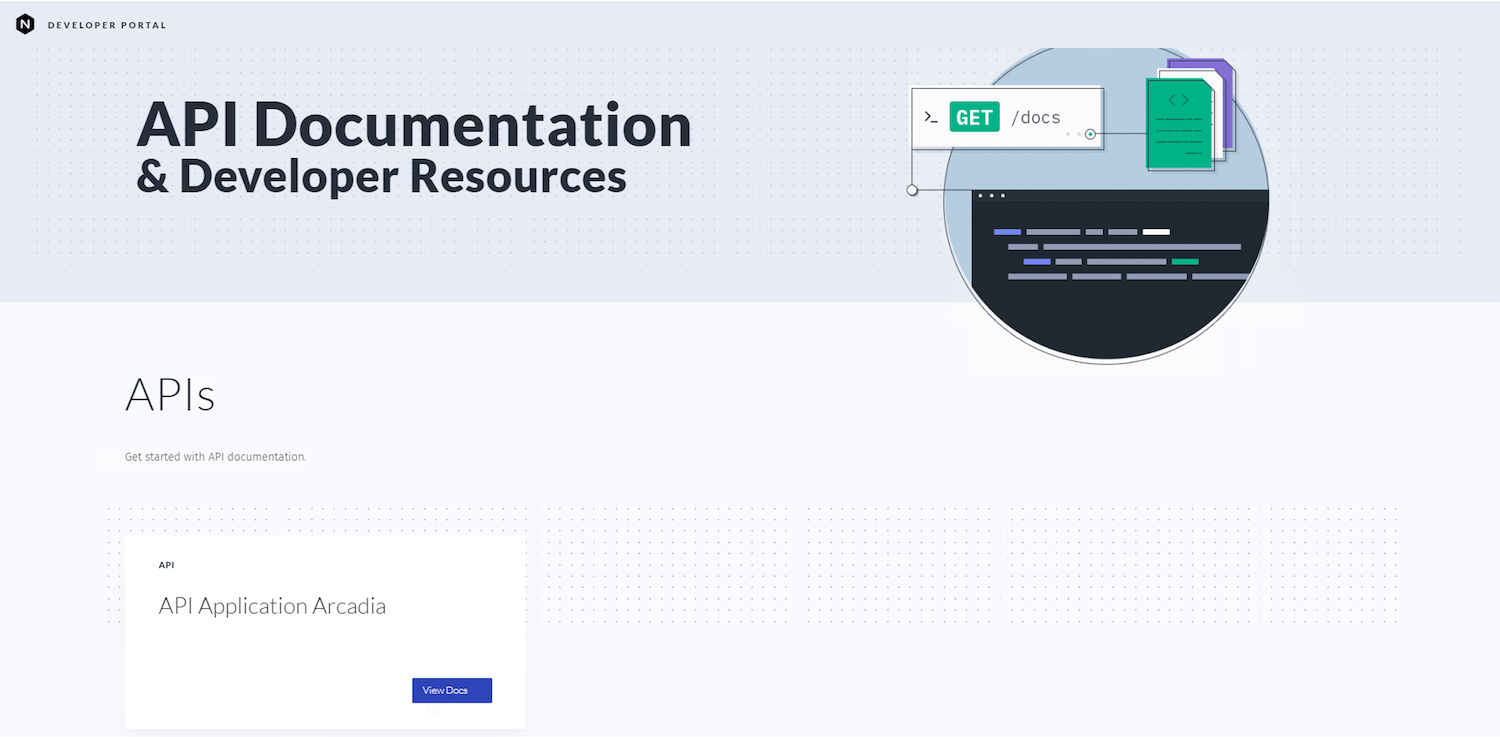 N DEVELOPER PORTAL
API Documentation
& Developer Resources
>_ GET /docs
< >
APIs
Get started with API documentation.
API
API Application Arcadia
View Docs